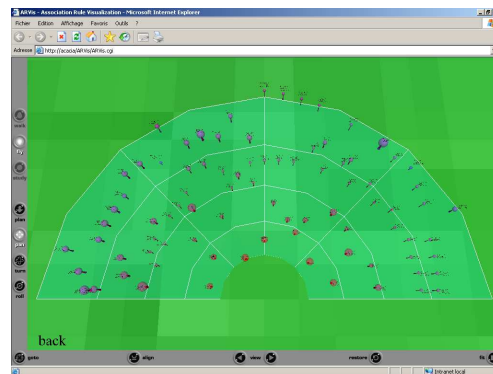 ARVis - Association Rule Visualization - Microsoft Internet Explorer
Fichier Edition Affichage Favoris Outils ?
Adresse http://acacia/ARVis/ARVis.cgi
walk
fly
study
plan
pan
turn
roll
back
goto align view restore fit
Intranet local